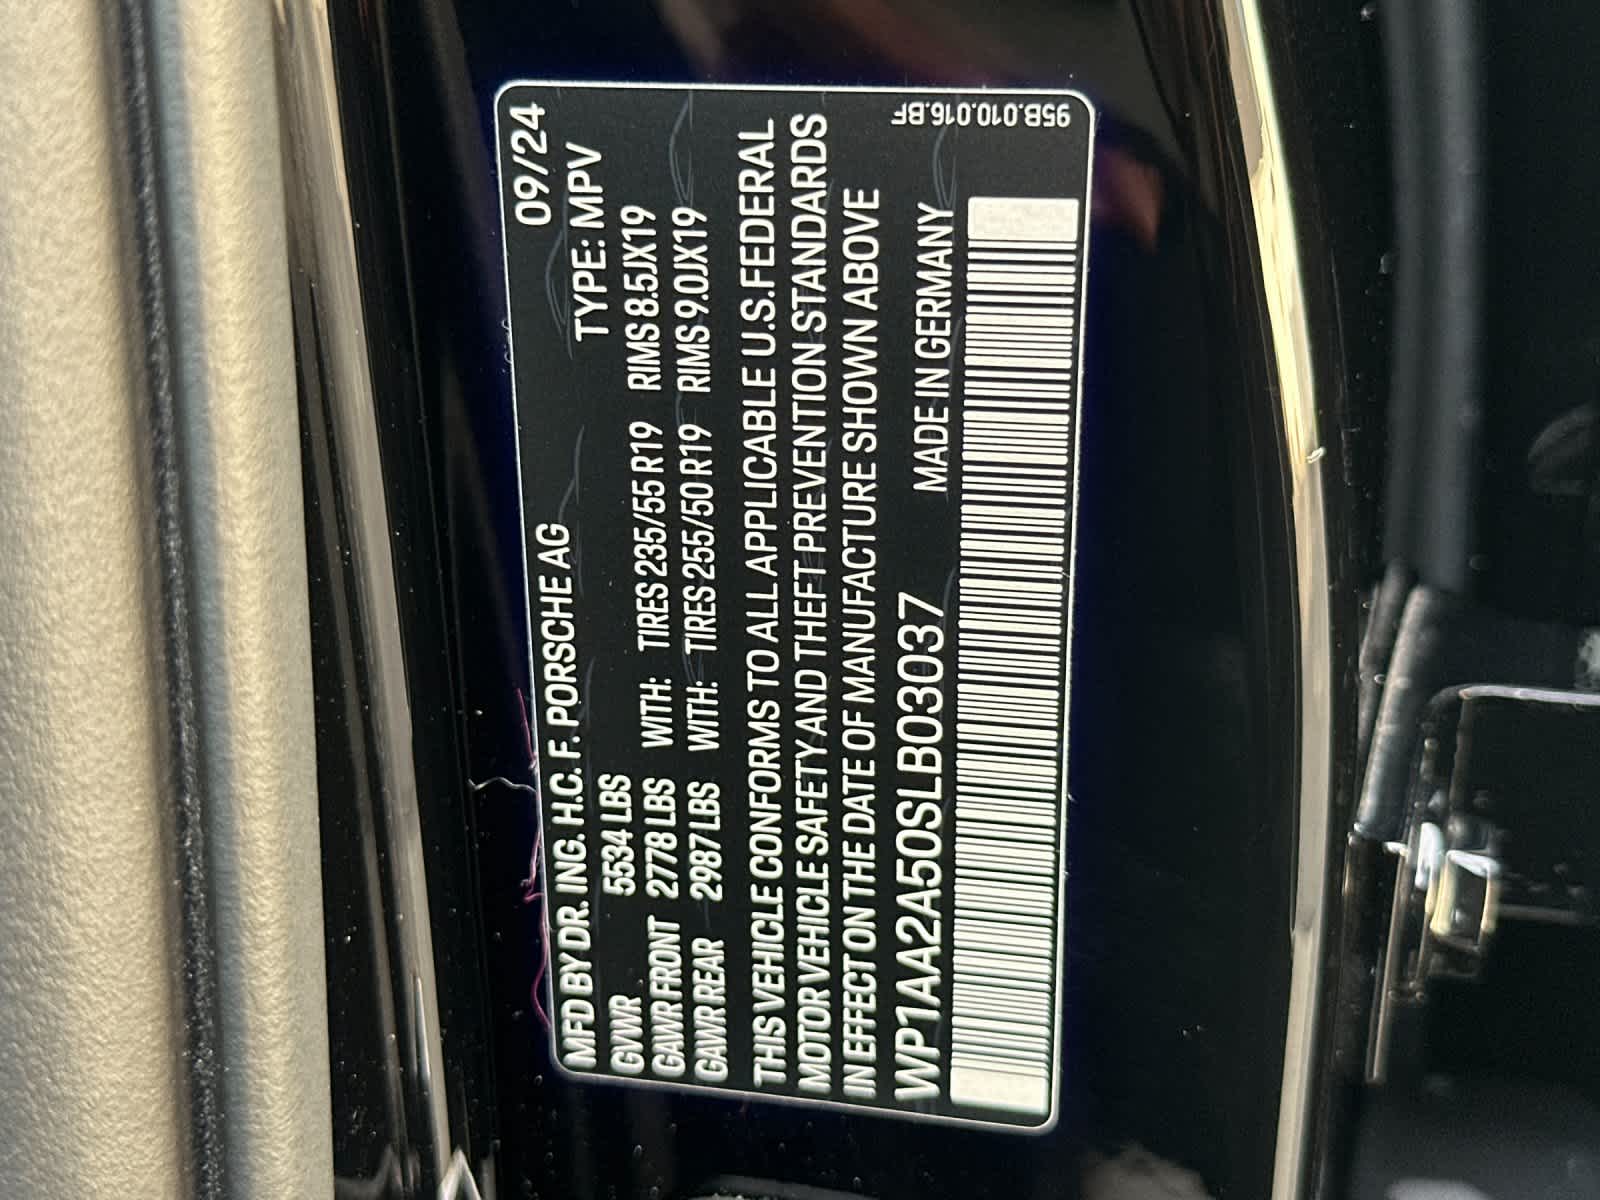 MFD BY DR. ING. H.C. F. PORSCHE AG 09/24
TYPE: MPV
GVWR 5534 LBS
GAWR FRONT 2778 LBS WITH: TIRES 235/55 R19 RIMS 8.5JX19
GAWR REAR 2987 LBS WITH: TIRES 255/50 R19 RIMS 9.0JX19
THIS VEHICLE CONFORMS TO ALL APPLICABLE U.S.FEDERAL
MOTOR VEHICLE SAFETY AND THEFT PREVENTION STANDARDS
IN EFFECT ON THE DATE OF MANUFACTURE SHOWN ABOVE
WP1AA2A50SLB03037 MADE IN GERMANY
95B.010.016.BF